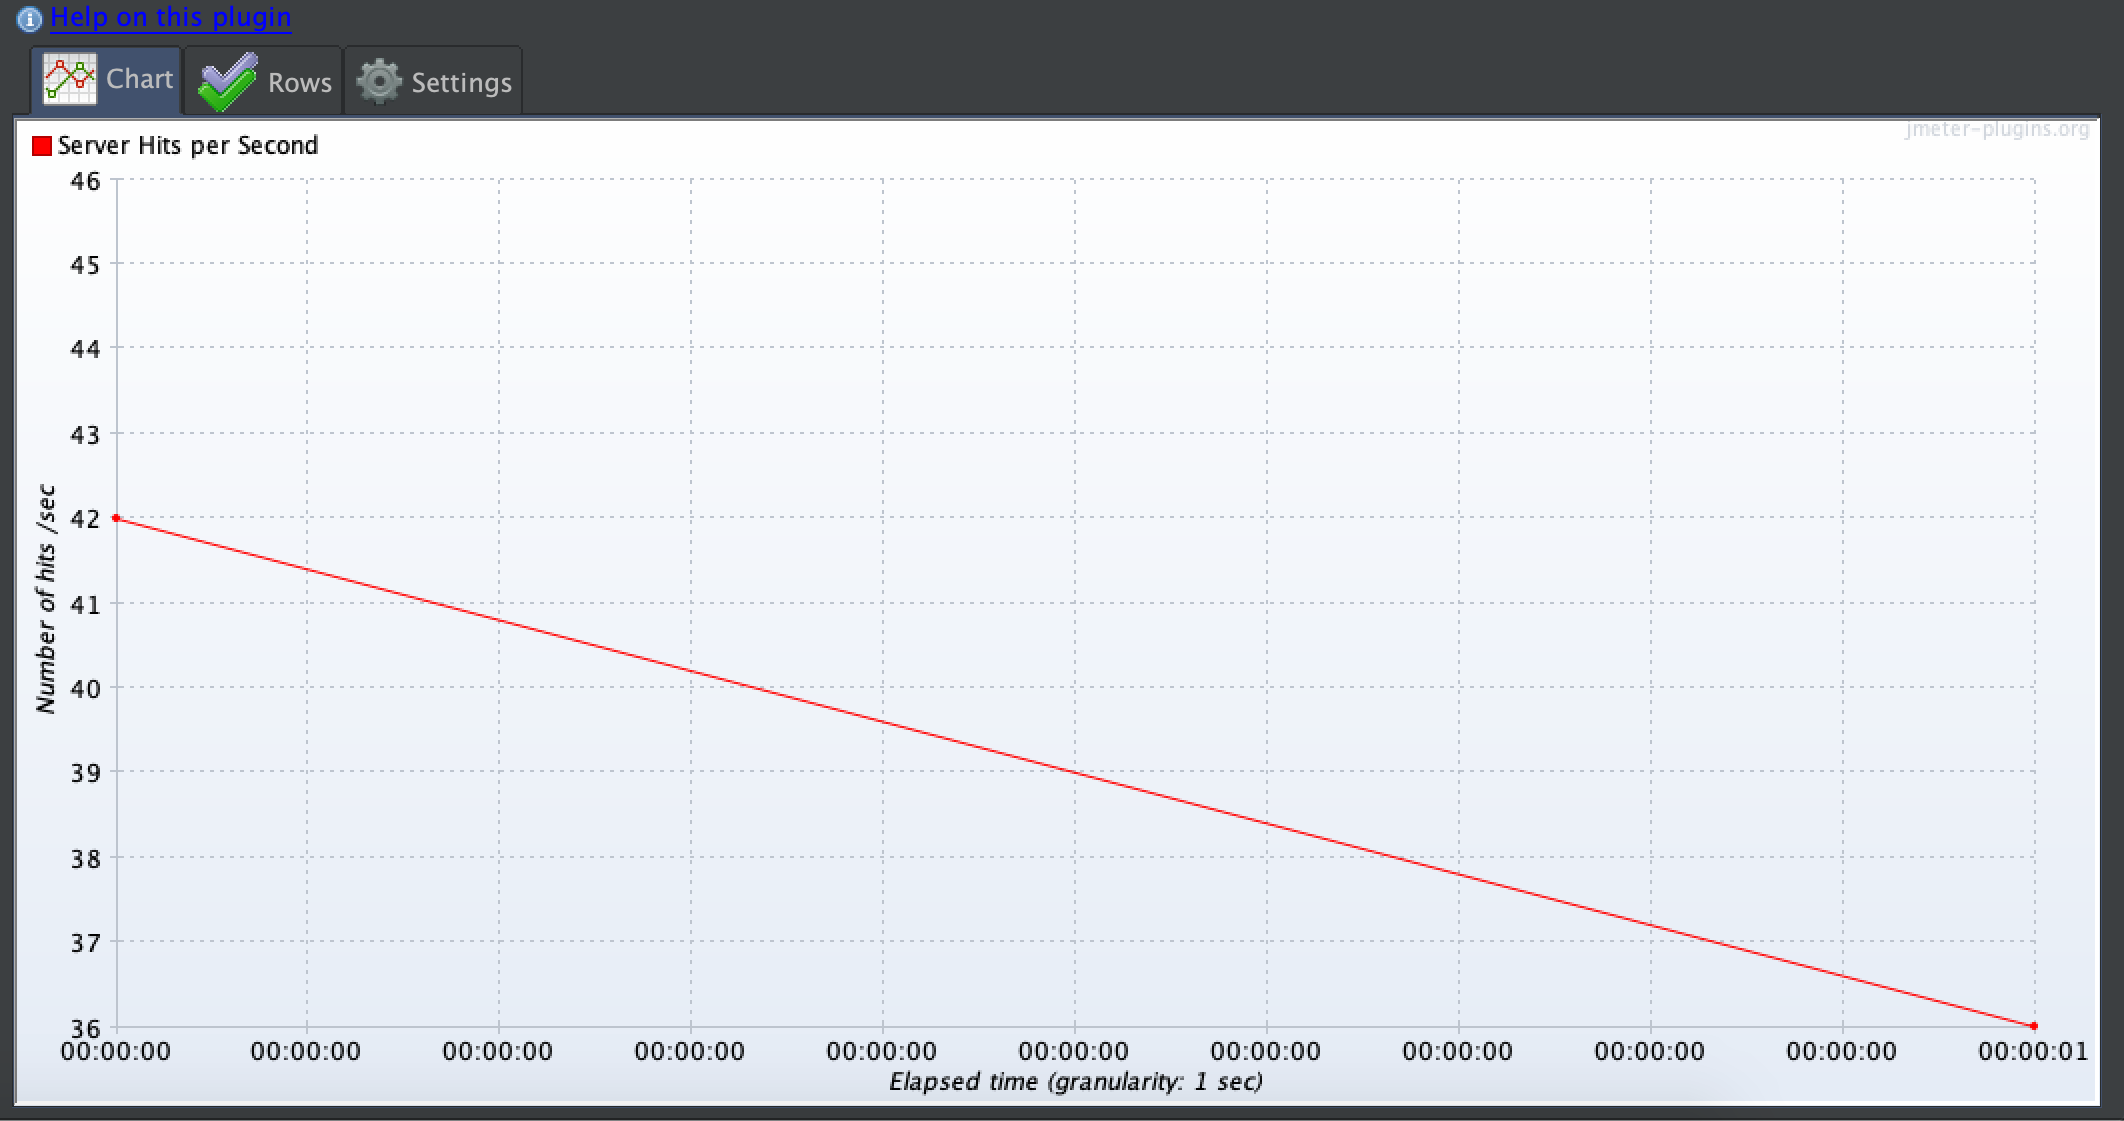 Help on this plugin
Chart Rows Settings
jmeter-plugins.org
Server Hits per Second
46
45
44
43
42
41
40
39
38
37
36
Number of hits /sec
00:00:00 00:00:00 00:00:00 00:00:00 00:00:00 00:00:00 00:00:00 00:00:00 00:00:00 00:00:00 00:00:01
Elapsed time (granularity: 1 sec)